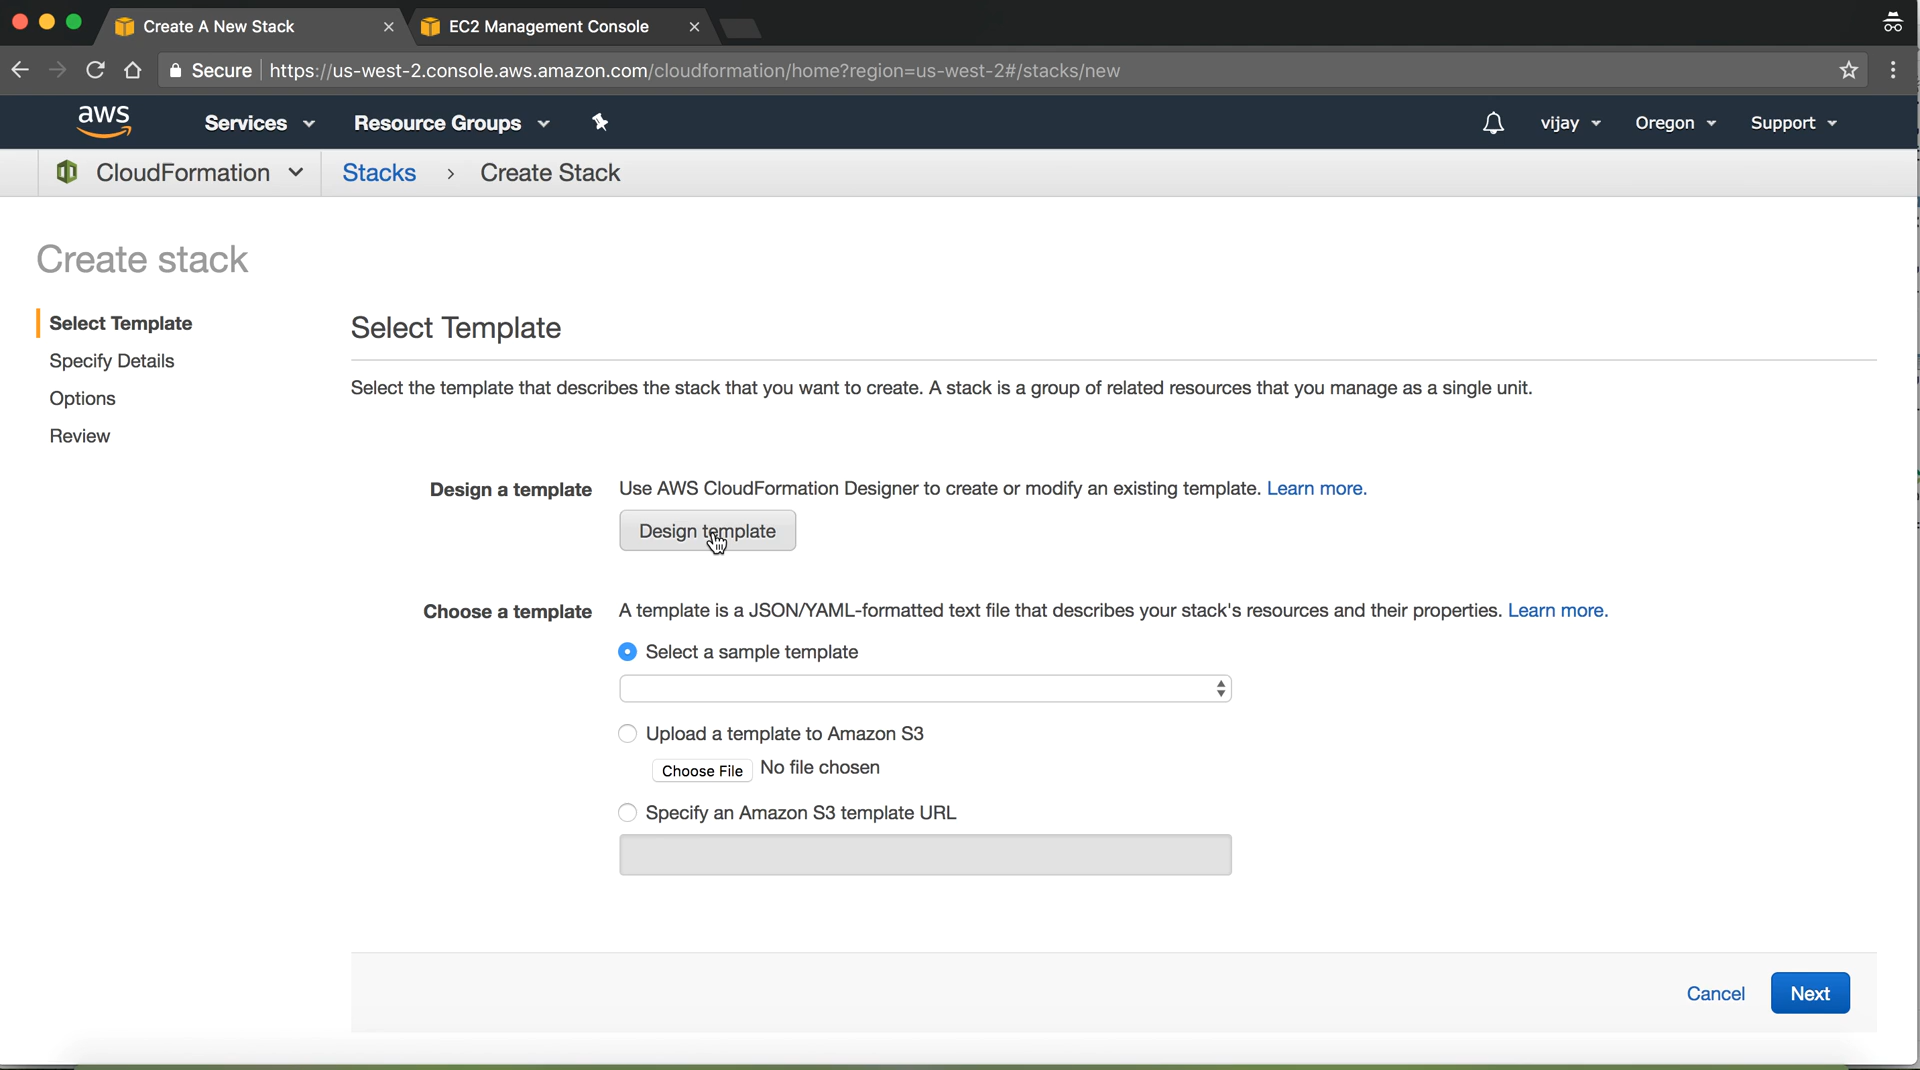 Create A New Stack
EC2 Management Console
Secure https://us-west-2.console.aws.amazon.com/cloudformation/home?region=us-west-2#/stacks/new
aws Services Resource Groups vijay Oregon Support
CloudFormation Stacks > Create Stack
Create stack
Select Template
Specify Details
Options
Review
Select Template
Select the template that describes the stack that you want to create. A stack is a group of related resources that you manage as a single unit.
Design a template Use AWS CloudFormation Designer to create or modify an existing template. Learn more.
Design template
Choose a template A template is a JSON/YAML-formatted text file that describes your stack's resources and their properties. Learn more.
Select a sample template
Upload a template to Amazon S3
Choose File No file chosen
Specify an Amazon S3 template URL
Cancel Next